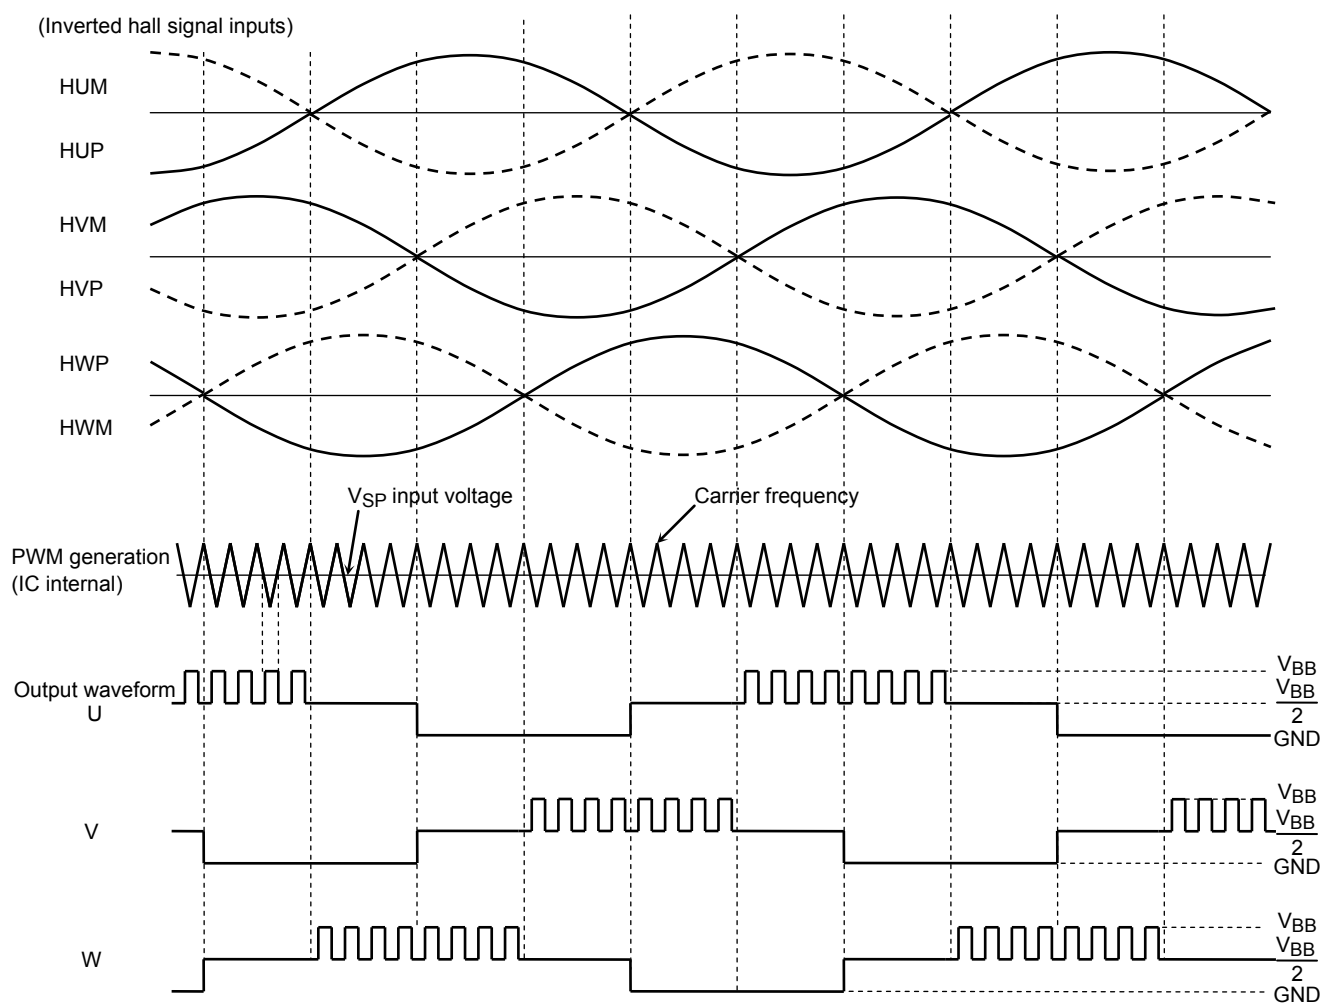 (Inverted hall signal inputs)
HUM
HUP
HVM
HVP
HWP
HWM
VSP input voltage
Carrier frequency
PWM generation
(IC internal)
Output waveform
U
VBB
VBB
2
GND
V
VBB
VBB
2
GND
W
VBB
VBB
2
GND